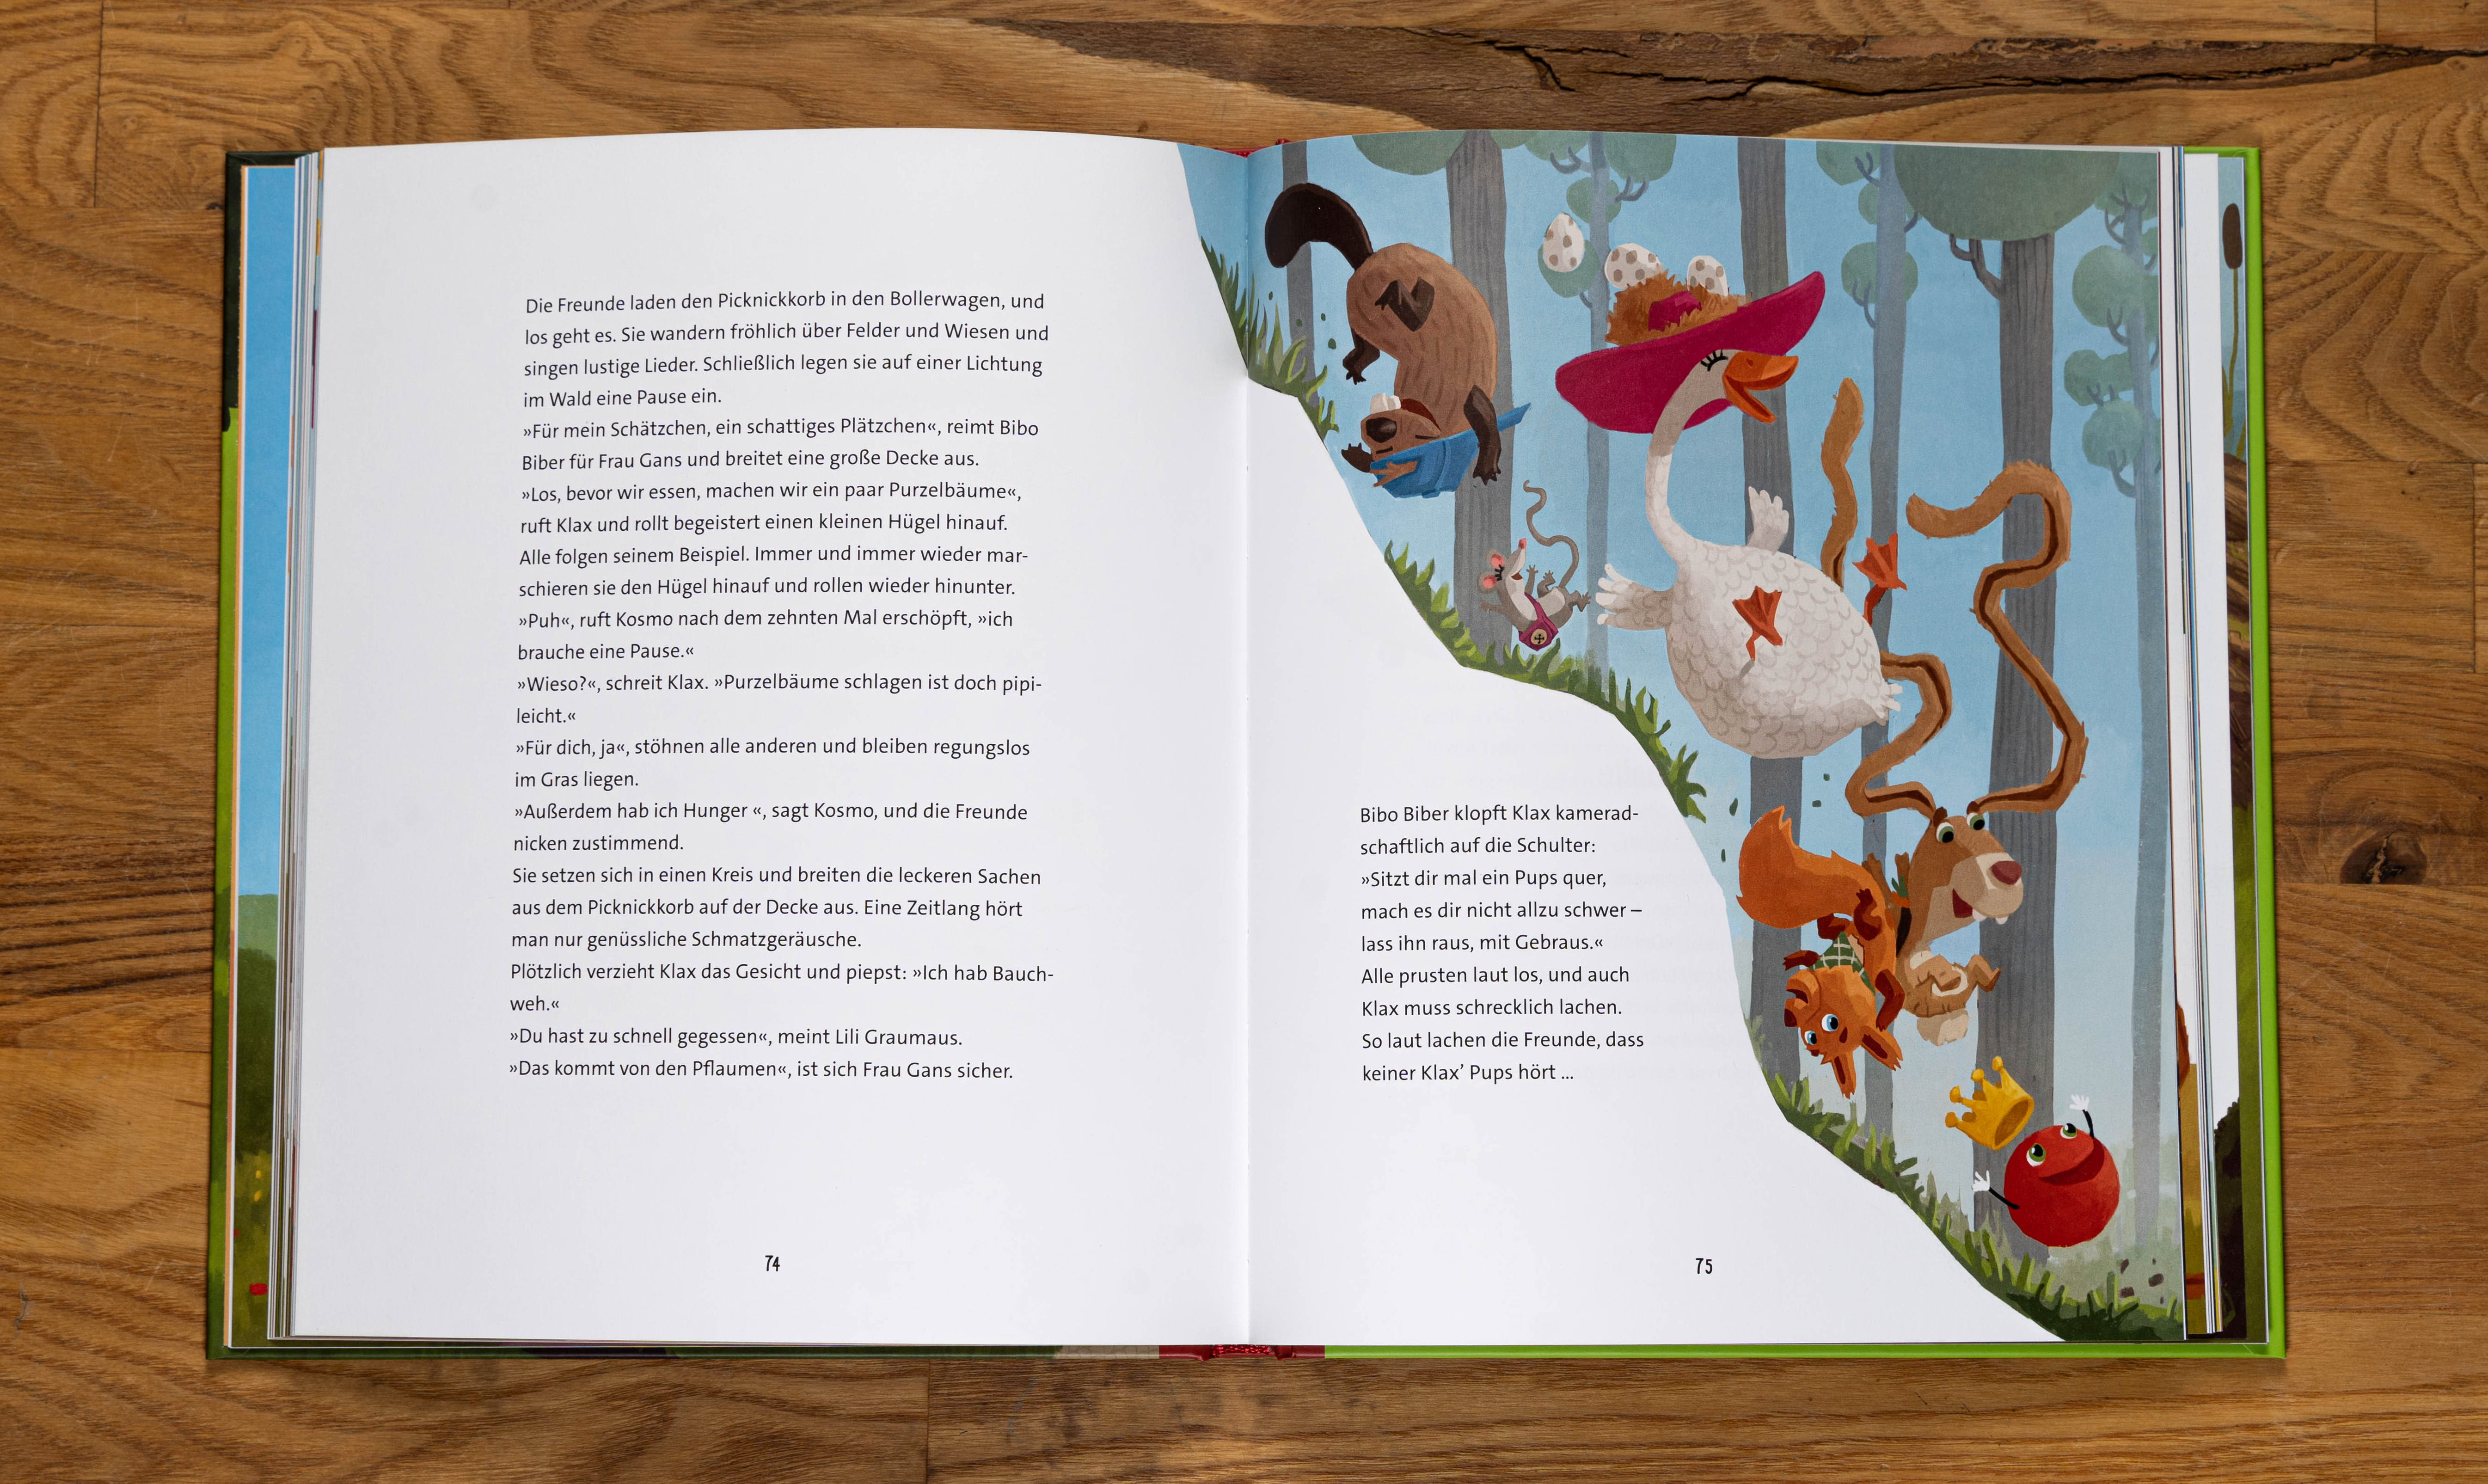 Die Freunde laden den Picknickkorb in den Bollerwagen, und
los geht es. Sie wandern fröhlich über Felder und Wiesen und
singen lustige Lieder. Schließlich legen sie auf einer Lichtung
im Wald eine Pause ein.
»Für mein Schätzchen, ein schattiges Plätzchen«, reimt Bibo
Biber für Frau Gans und breitet eine große Decke aus.
»Los, bevor wir essen, machen wir ein paar Purzelbäume«,
ruft Klax und rollt begeistert einen kleinen Hügel hinauf.
Alle folgen seinem Beispiel. Immer und immer wieder mar-
schieren sie den Hügel hinauf und rollen wieder hinunter.
»Puh«, ruft Kosmo nach dem zehnten Mal erschöpft, »ich
brauche eine Pause.«
»Wieso?«, schreit Klax. »Purzelbäume schlagen ist doch pipi-
leicht.«
»Für dich, ja«, stöhnen alle anderen und bleiben regungslos
im Gras liegen.
»Außerdem hab ich Hunger «, sagt Kosmo, und die Freunde
nicken zustimmend.
Sie setzen sich in einen Kreis und breiten die leckeren Sachen
aus dem Picknickkorb auf der Decke aus. Eine Zeitlang hört
man nur genüssliche Schmatzgeräusche.
Plötzlich verzieht Klax das Gesicht und piepst: »Ich hab Bauch-
weh.«
»Du hast zu schnell gegessen«, meint Lili Graumaus.
»Das kommt von den Pflaumen«, ist sich Frau Gans sicher.
74
Bibo Biber klopft Klax kamerad-
schaftlich auf die Schulter:
»Sitzt dir mal ein Pups quer,
mach es dir nicht allzu schwer –
lass ihn raus, mit Gebraus.«
Alle prusten laut los, und auch
Klax muss schrecklich lachen.
So laut lachen die Freunde, dass
keiner Klax’ Pups hört ...
75